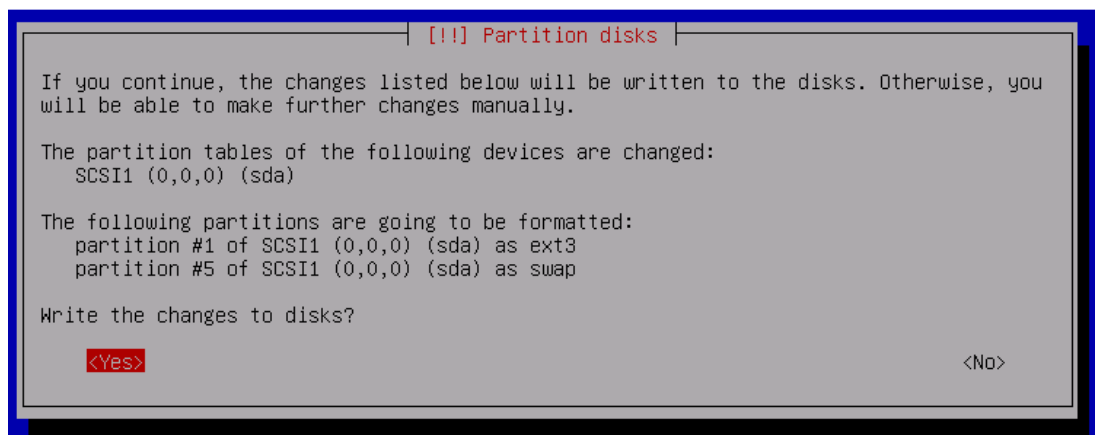 [!!] Partition disks
If you continue, the changes listed below will be written to the disks. Otherwise, you
will be able to make further changes manually.
The partition tables of the following devices are changed:
SCSI1 (0,0,0) (sda)
The following partitions are going to be formatted:
partition #1 of SCSI1 (0,0,0) (sda) as ext3
partition #5 of SCSI1 (0,0,0) (sda) as swap
Write the changes to disks?
<Yes> <No>